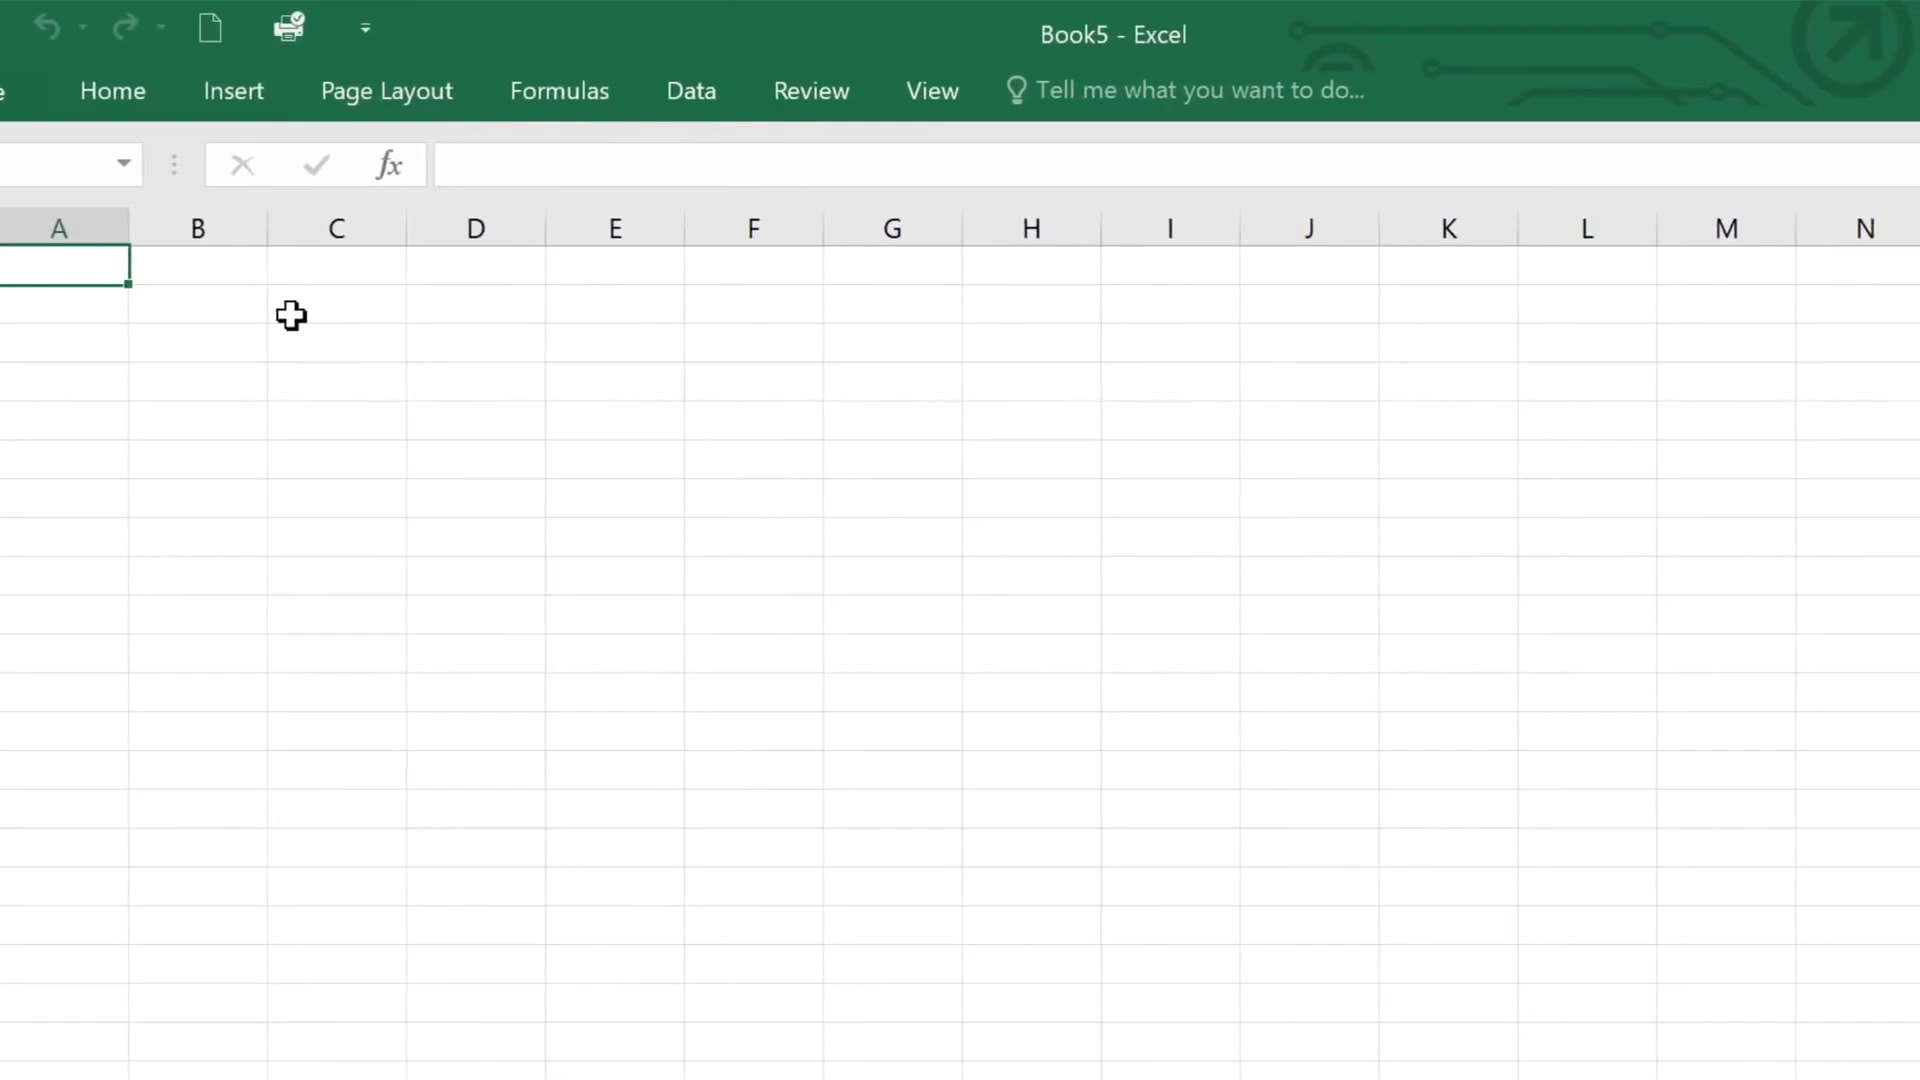 Book5 - Excel
e Home Insert Page Layout Formulas Data Review View Tell me what you want to do...
fx
A B C D E F G H I J K L M N